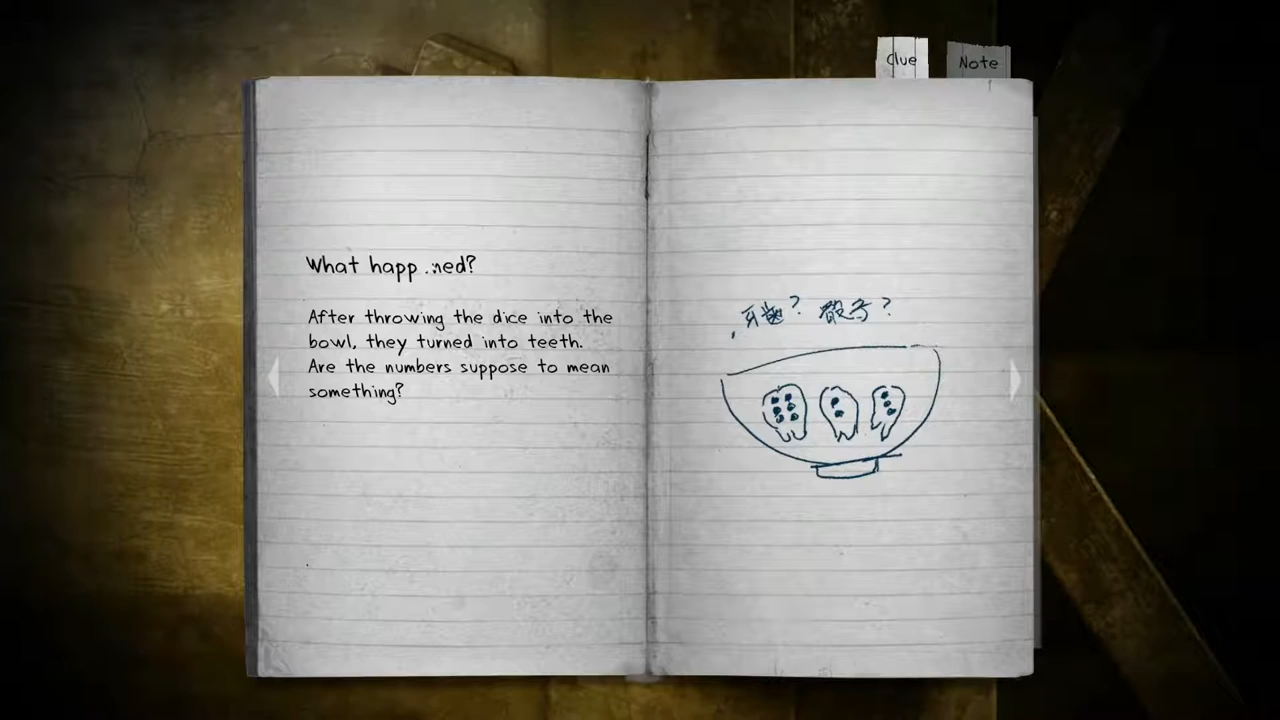 Clue
Note
What happ .ned?
After throwing the dice into the
bowl, they turned into teeth.
Are the numbers suppose to mean
something?
牙齒? 骰子?